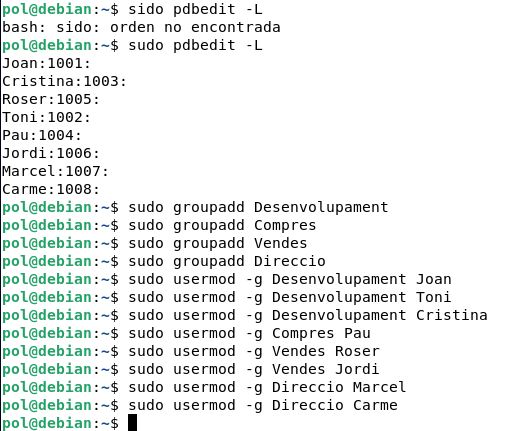 pol@debian:~$ sido pdbedit -L
bash: sido: orden no encontrada
pol@debian:~$ sudo pdbedit -L
Joan:1001:
Cristina:1003:
Roser:1005:
Toni:1002:
Pau:1004:
Jordi:1006:
Marcel:1007:
Carme:1008:
pol@debian:~$ sudo groupadd Desenvolupament
pol@debian:~$ sudo groupadd Compres
pol@debian:~$ sudo groupadd Vendes
pol@debian:~$ sudo groupadd Direccio
pol@debian:~$ sudo usermod -g Desenvolupament Joan
pol@debian:~$ sudo usermod -g Desenvolupament Toni
pol@debian:~$ sudo usermod -g Desenvolupament Cristina
pol@debian:~$ sudo usermod -g Compres Pau
pol@debian:~$ sudo usermod -g Vendes Roser
pol@debian:~$ sudo usermod -g Vendes Jordi
pol@debian:~$ sudo usermod -g Direccio Marcel
pol@debian:~$ sudo usermod -g Direccio Carme
pol@debian:~$